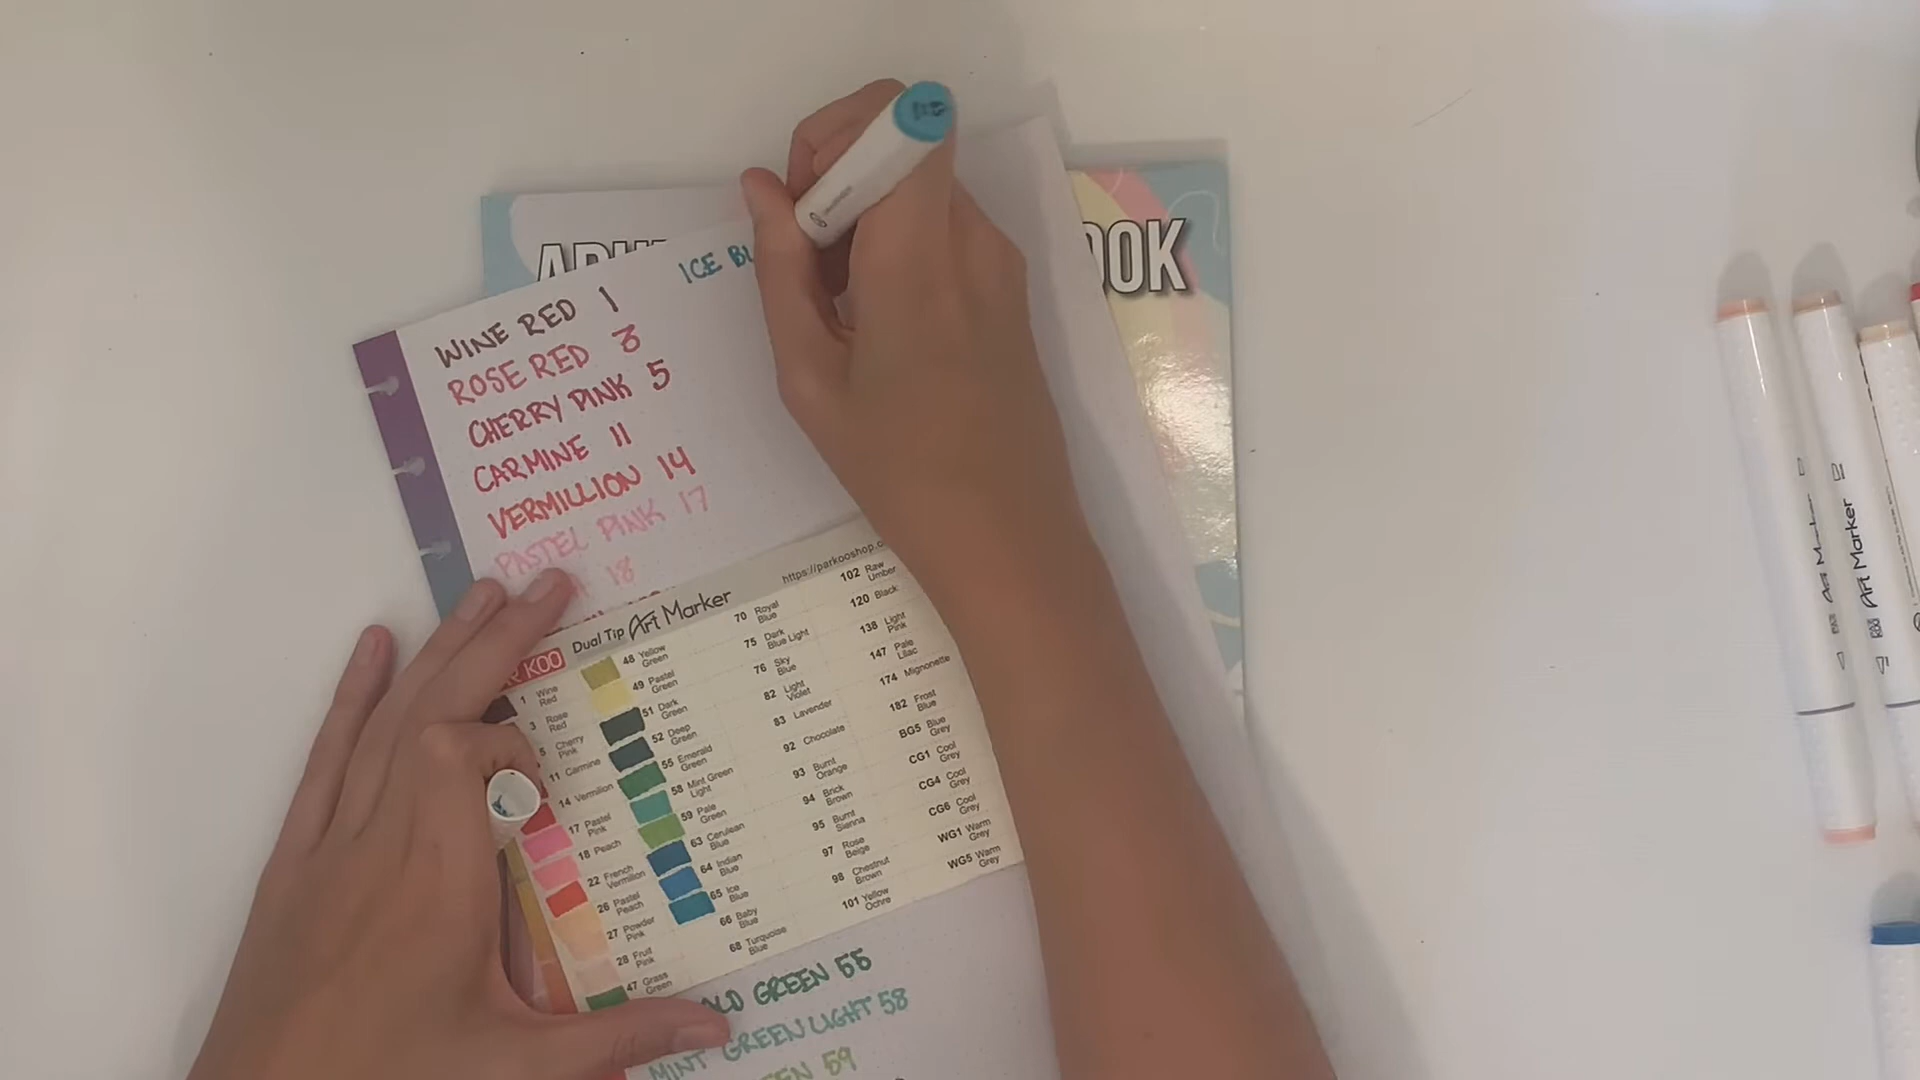 OOK
ICE BL
WINE RED 1
ROSE RED 3
CHERRY PINK 5
CARMINE 11
VERMILLION 14
PASTEL PINK 17
18
KOO Dual Tip Art Marker https://parkooshop.c
1 Wine Red
3 Rose Red
5 Cherry Pink
11 Carmine
14 Vermilion
17 Pastel Pink
18 Peach
22 French Vermilion
26 Pastel Peach
27 Powder Pink
28 Fruit Pink
47 Grass Green
48 Yellow Green
49 Pastel Green
51 Dark Green
52 Deep Green
55 Emerald Green
58 Mint Green Light
59 Pale Green
63 Cerulean Blue
64 Indian Blue
65 Ice Blue
66 Baby Blue
68 Turquoise Blue
70 Royal Blue
75 Dark Blue Light
76 Sky Blue
82 Light Violet
83 Lavender
92 Chocolate
93 Burnt Orange
94 Brick Brown
95 Burnt Sienna
97 Rose Beige
98 Chestnut Brown
101 Yellow Ochre
102 Raw Umber
120 Black
138 Light Pink
147 Pale Lilac
174 Mignonette
182 Frost Blue
BG5 Blue Grey
CG1 Cool Grey
CG4 Cool Grey
CG6 Cool Grey
WG1 Warm Grey
WG5 Warm Grey
ALD GREEN 55
MINT GREEN LIGHT 58
EEN 59
Art Marker
Art Marker